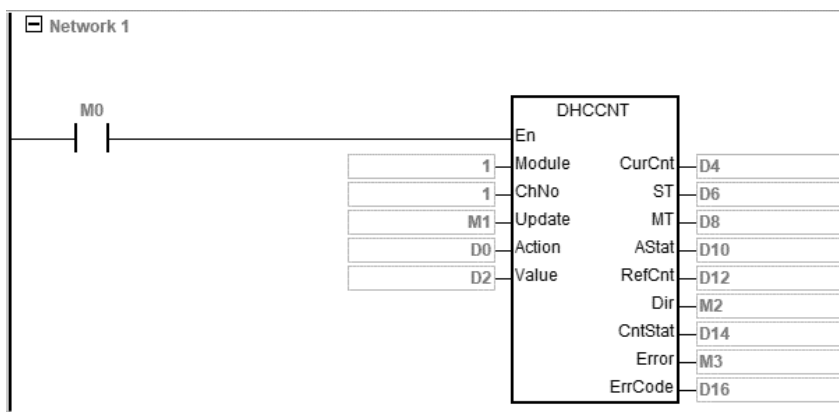 Network 1
M0
DHCCNT
En
1 Module CurCnt D4
1 ChNo ST D6
M1 Update MT D8
D0 Action AStat D10
D2 Value RefCnt D12
Dir M2
CntStat D14
Error M3
ErrCode D16